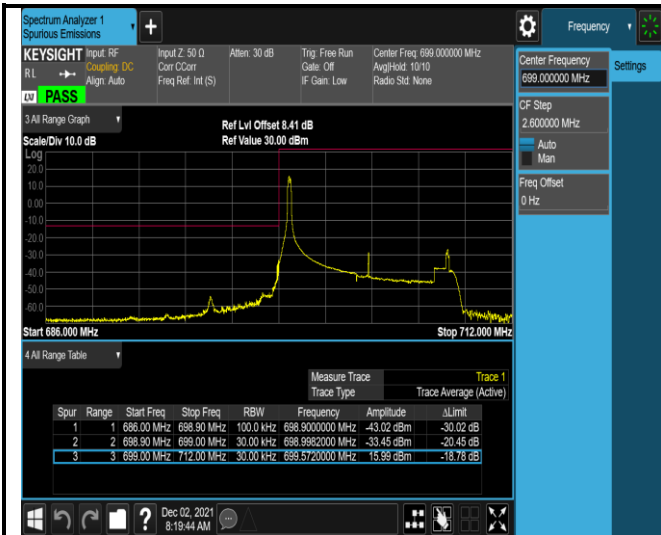 Spectrum Analyzer 1
Spurious Emissions
+
Frequency
KEYSIGHT Input: RF Input Z: 50 Ω Atten: 30 dB Trig: Free Run Center Freq: 699.000000 MHz
RL Coupling: DC Corr CCorr Gate: Off Avg|Hold: 10/10
Align: Auto Freq Ref: Int (S) IF Gain: Low Radio Std: None
LXI PASS
Center Frequency
699.000000 MHz
Settings
CF Step
2.600000 MHz
Auto
Man
Freq Offset
0 Hz
3 All Range Graph
Ref Lvl Offset 8.41 dB
Scale/Div 10.0 dB Ref Value 30.00 dBm
Log
20.0
10.0
0.00
-10.0
-20.0
-30.0
-40.0
-50.0
-60.0
Start 686.000 MHz Stop 712.000 MHz
4 All Range Table
Measure Trace Trace 1
Trace Type Trace Average (Active)
Spur Range Start Freq Stop Freq RBW Frequency Amplitude ΔLimit
1 1 686.00 MHz 698.90 MHz 100.0 kHz 698.9000000 MHz -43.02 dBm -30.02 dB
2 2 698.90 MHz 699.00 MHz 30.00 kHz 698.9982000 MHz -33.45 dBm -20.45 dB
3 3 699.00 MHz 712.00 MHz 30.00 kHz 699.5720000 MHz 15.99 dBm -18.78 dB
? Dec 02, 2021
8:19:44 AM